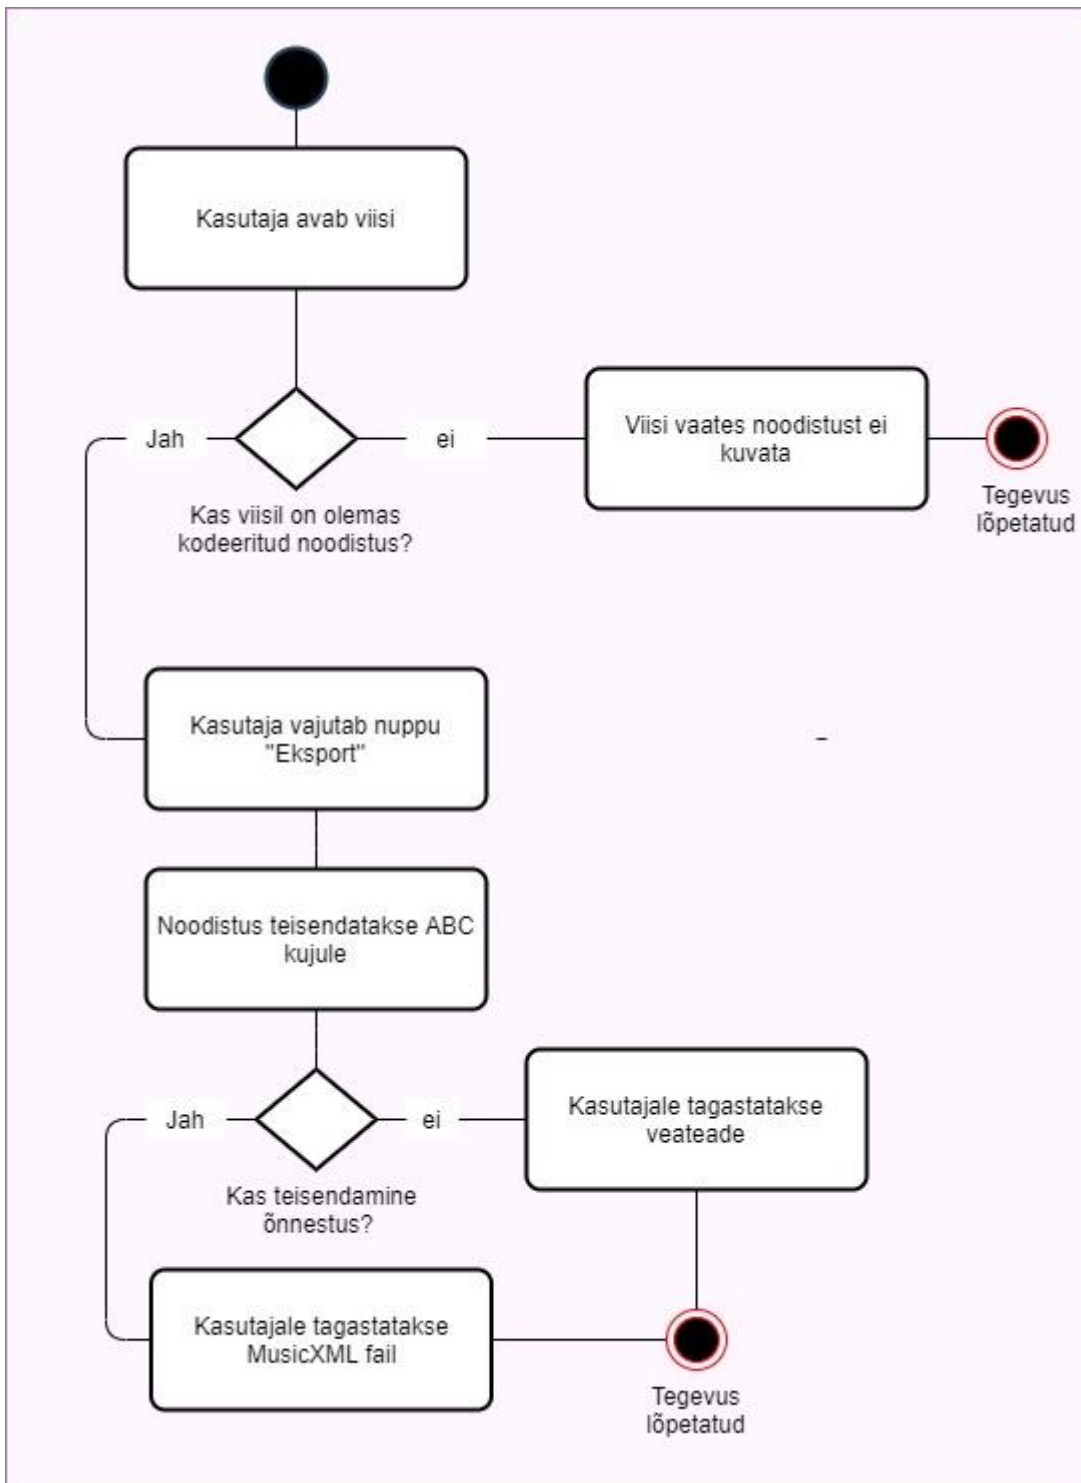 Kasutaja avab viisi
Jah
ei
Viisi vaates noodistust ei
kuvata
Tegevus
lõpetatud
Kas viisil on olemas
kodeeritud noodistus?
Kasutaja vajutab nuppu
"Eksport"
Noodistus teisendatakse ABC
kujule
Jah
ei
Kasutajale tagastatakse
veateade
Kas teisendamine
õnnestus?
Kasutajale tagastatakse
MusicXML fail
Tegevus
lõpetatud